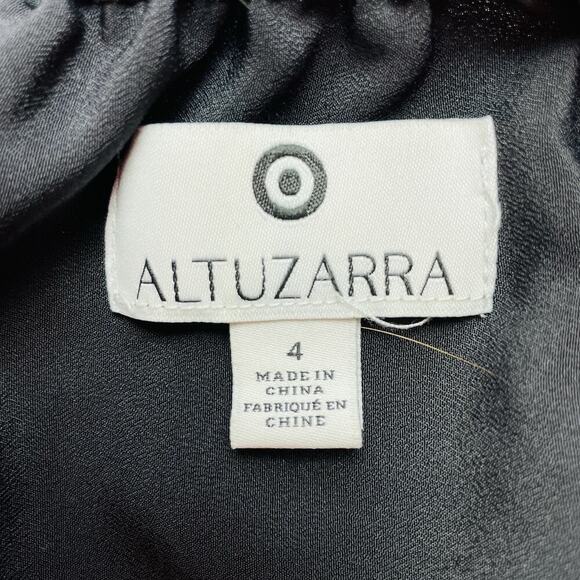 ALTUZARRA
4
MADE IN
CHINA
FABRIQUÉ EN
CHINE